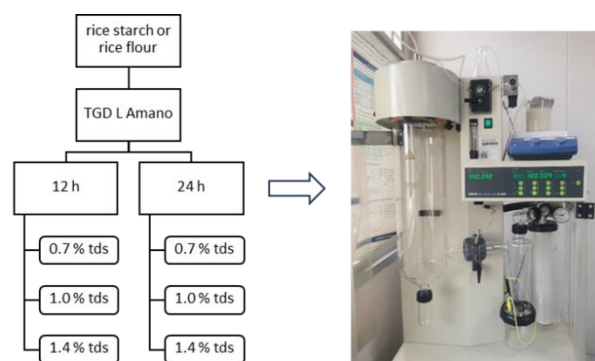 rice starch or
rice flour
TGD L Amano
12 h
24 h
0.7 % tds
0.7 % tds
1.0 % tds
1.0 % tds
1.4 % tds
1.4 % tds